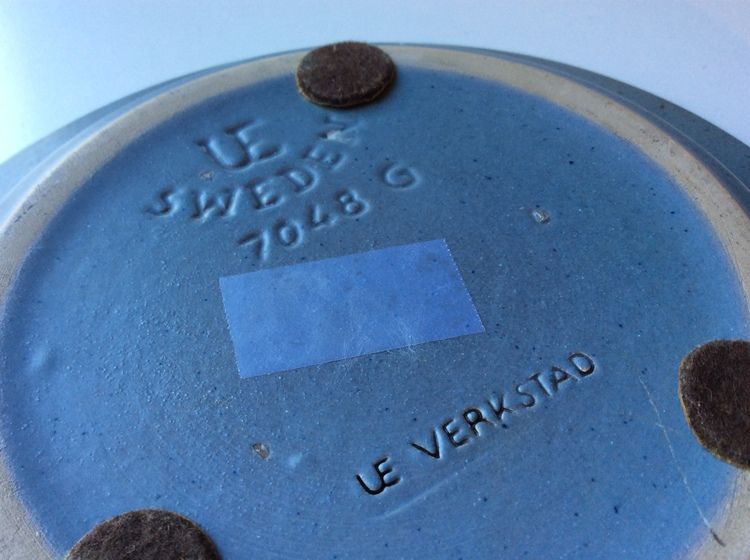 UE
SWEDEN
7048 G
UE VERKSTAD